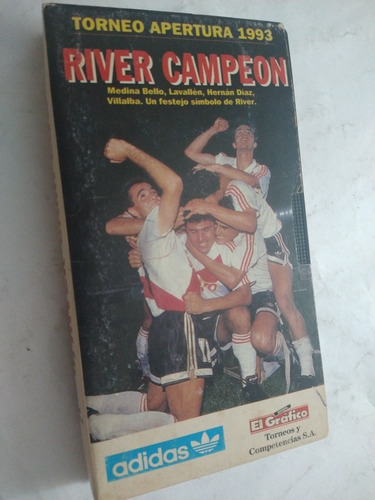 TORNEO APERTURA 1993
RIVER CAMPEON
Medina Bello, Lavallén, Hernán Díaz,
Villalba. Un festejo símbolo de River.
adidas
El Gráfico
Torneos y
Competencias S.A.